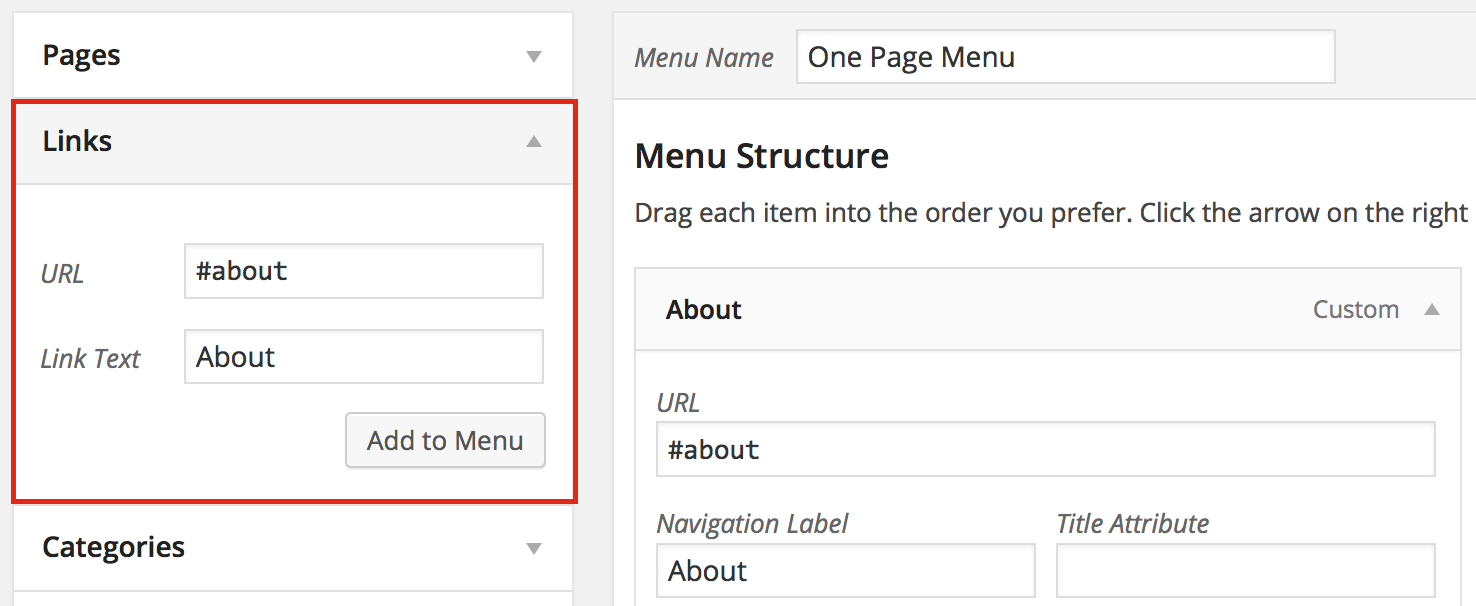 Pages
Links
URL
#about
Link Text
About
Add to Menu
Categories
Menu Name
One Page Menu
Menu Structure
Drag each item into the order you prefer. Click the arrow on the right
About
Custom
URL
#about
Navigation Label
Title Attribute
About